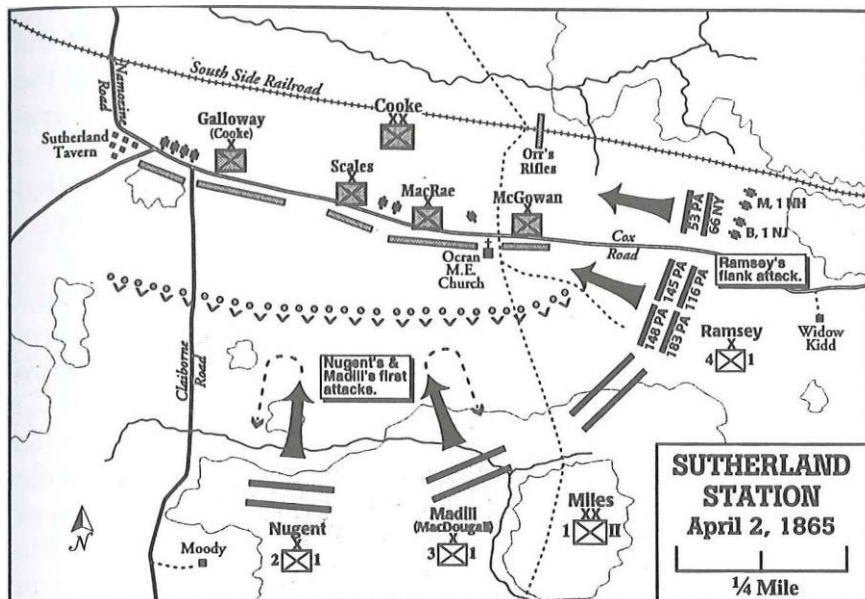 South Side Railroad
Namozine
Road
Sutherland
Tavern
Galloway
(Cooke)
X
Cooke
XX
Scales
X
MacRae
X
McGowan
X
Orr's
Rifles
53 PA
66 NY
M, 1 NH
B, 1 NJ
Cox
Road
Ramsey's
flank attack.
Ocran
M.E.
Church
145 PA
116 PA
148 PA
183 PA
Ramsey
X
4 1
Widow
Kidd
Claiborne
Road
Nugent's &
Madill's first
attacks.
Nugent
X
2 1
Madill
(MacDougall)
X
3 1
Miles
XX
1 II
Moody
N
SUTHERLAND
STATION
April 2, 1865
1/4 Mile